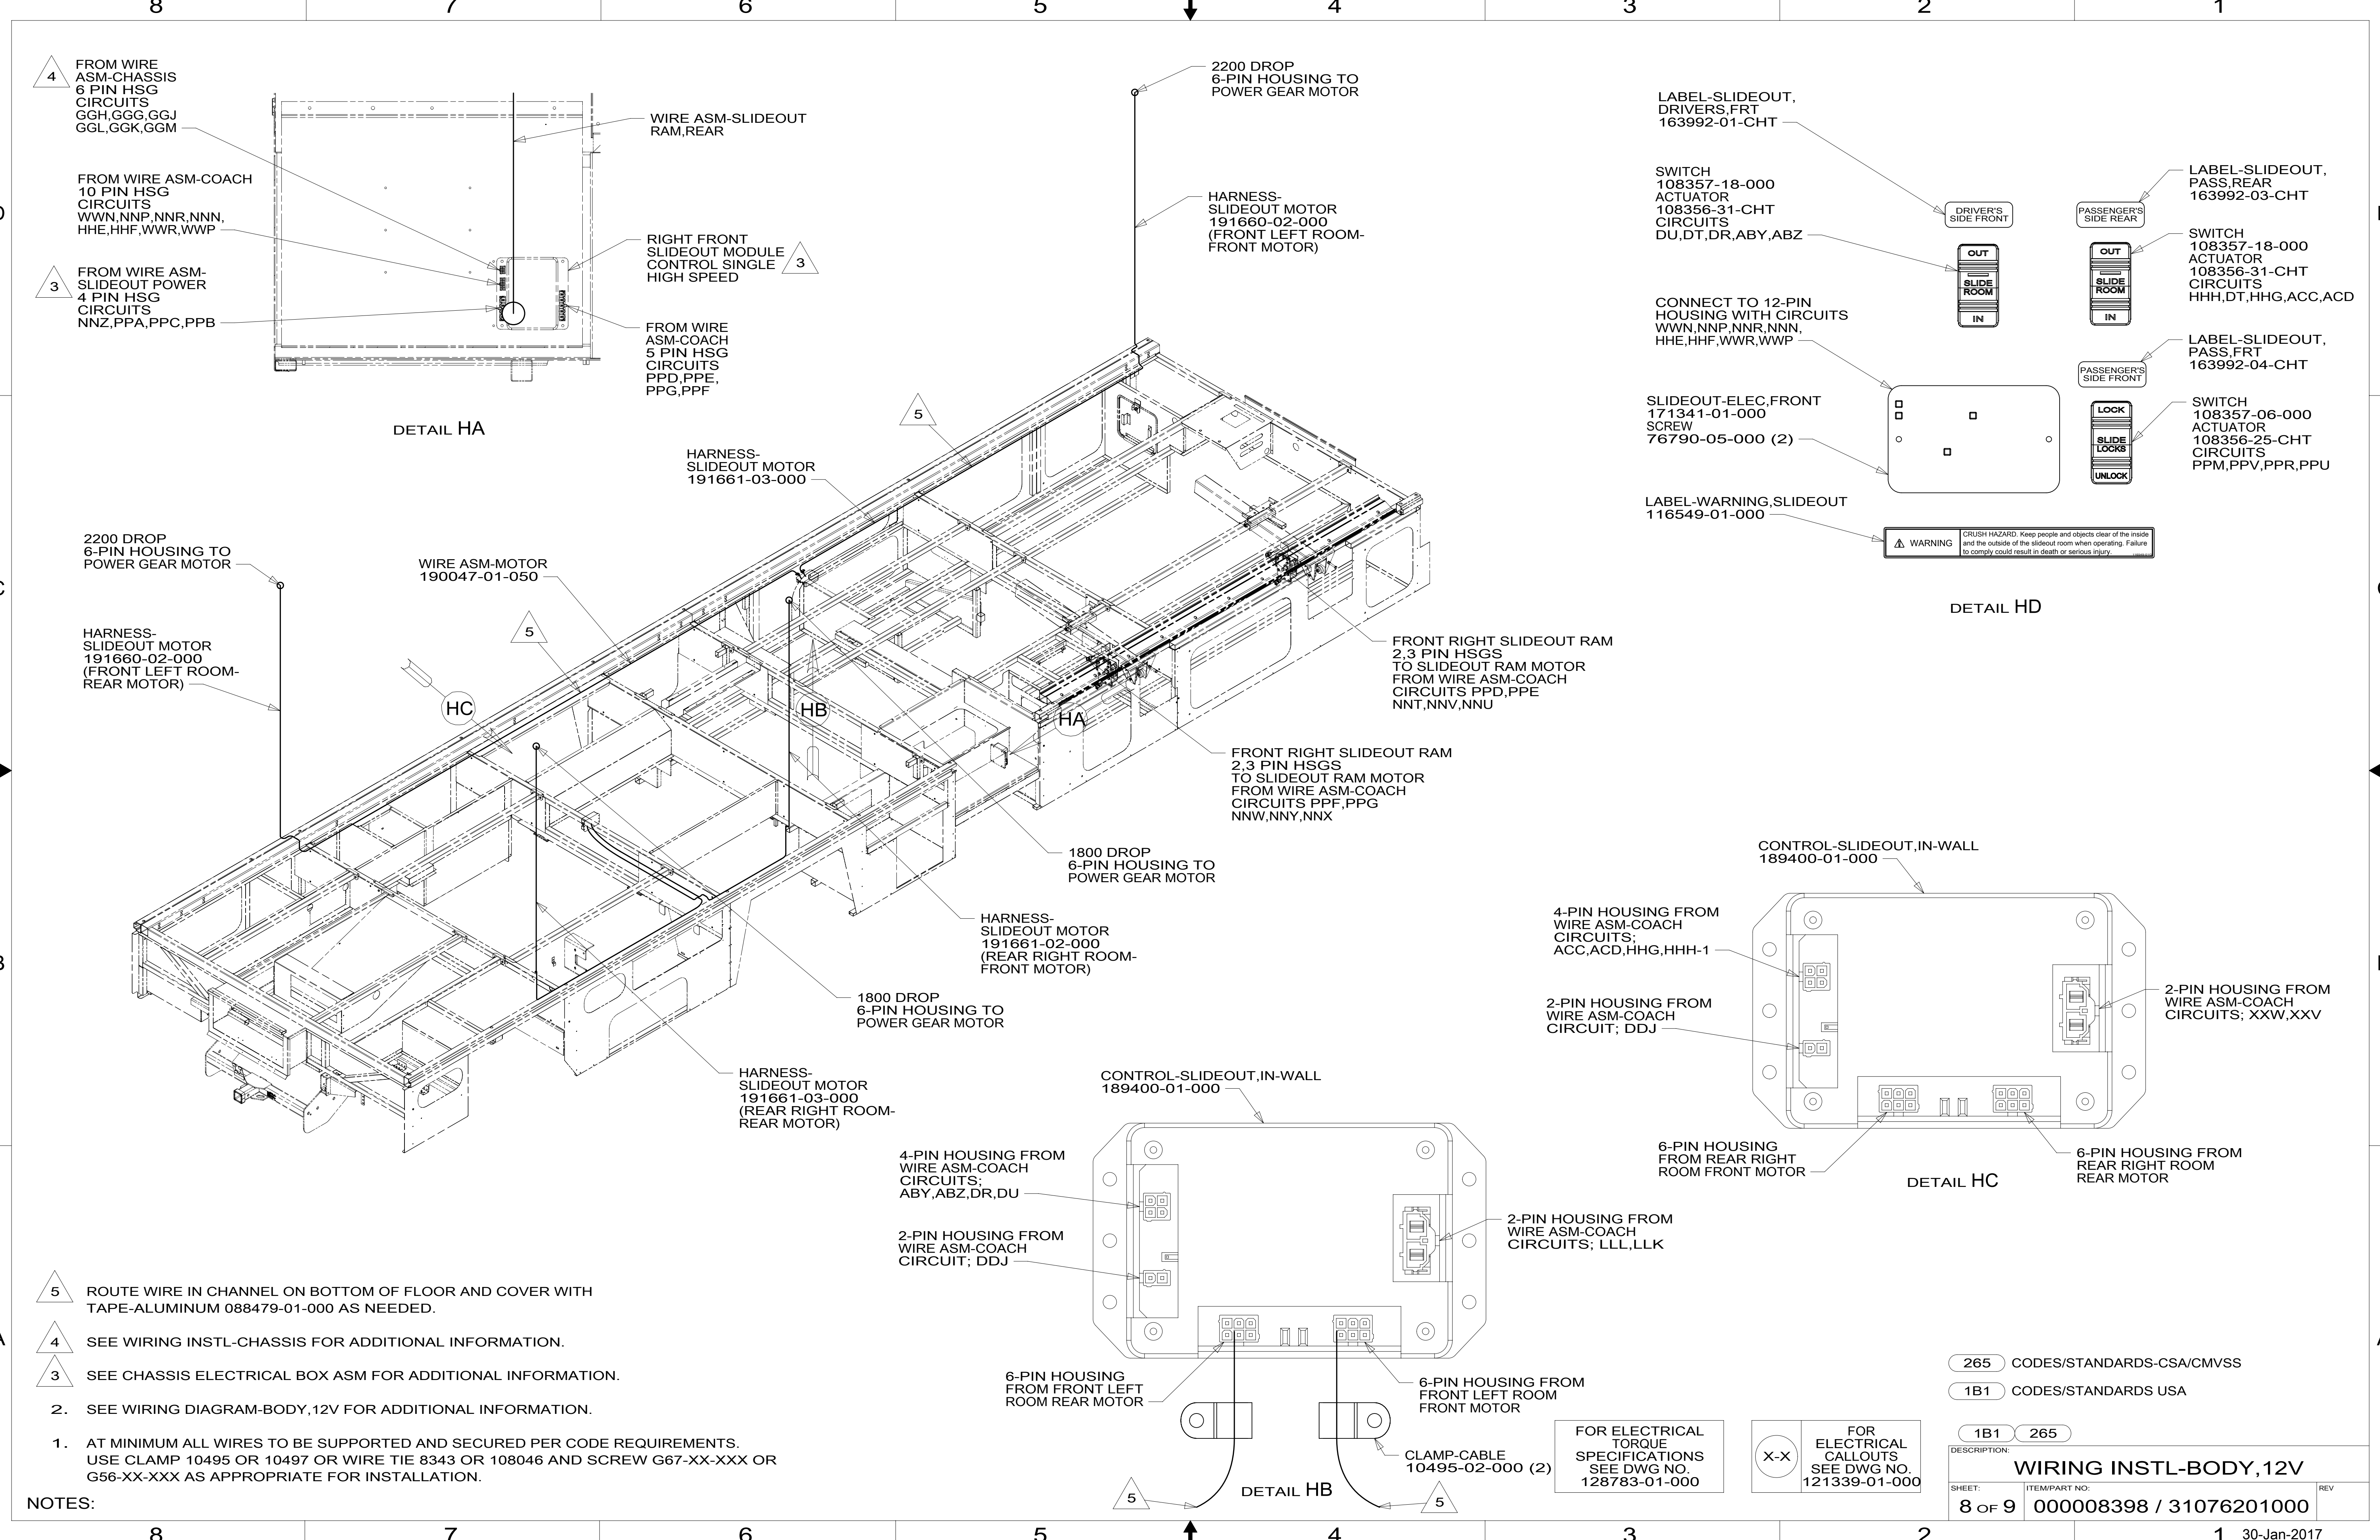 8 7 6 5 4 3 2 1
4
FROM WIRE
ASM-CHASSIS
6 PIN HSG
CIRCUITS
GGH,GGG,GGJ
GGL,GGK,GGM
FROM WIRE ASM-COACH
10 PIN HSG
CIRCUITS
WWN,NNP,NNR,NNN,
HHE,HHF,WWR,WWP
3
FROM WIRE ASM-
SLIDEOUT POWER
4 PIN HSG
CIRCUITS
NNZ,PPA,PPC,PPB
WIRE ASM-SLIDEOUT
RAM,REAR
RIGHT FRONT
SLIDEOUT MODULE
CONTROL SINGLE
HIGH SPEED
3
FROM WIRE
ASM-COACH
5 PIN HSG
CIRCUITS
PPD,PPE,
PPG,PPF
DETAIL HA
2200 DROP
6-PIN HOUSING TO
POWER GEAR MOTOR
HARNESS-
SLIDEOUT MOTOR
191660-02-000
(FRONT LEFT ROOM-
FRONT MOTOR)
5
HARNESS-
SLIDEOUT MOTOR
191661-03-000
2200 DROP
6-PIN HOUSING TO
POWER GEAR MOTOR
WIRE ASM-MOTOR
190047-01-050
5
HARNESS-
SLIDEOUT MOTOR
191660-02-000
(FRONT LEFT ROOM-
REAR MOTOR)
HC
HB
HA
FRONT RIGHT SLIDEOUT RAM
2,3 PIN HSGS
TO SLIDEOUT RAM MOTOR
FROM WIRE ASM-COACH
CIRCUITS PPD,PPE
NNT,NNV,NNU
FRONT RIGHT SLIDEOUT RAM
2,3 PIN HSGS
TO SLIDEOUT RAM MOTOR
FROM WIRE ASM-COACH
CIRCUITS PPF,PPG
NNW,NNY,NNX
1800 DROP
6-PIN HOUSING TO
POWER GEAR MOTOR
HARNESS-
SLIDEOUT MOTOR
191661-02-000
(REAR RIGHT ROOM-
FRONT MOTOR)
1800 DROP
6-PIN HOUSING TO
POWER GEAR MOTOR
HARNESS-
SLIDEOUT MOTOR
191661-03-000
(REAR RIGHT ROOM-
REAR MOTOR)
LABEL-SLIDEOUT,
DRIVERS,FRT
163992-01-CHT
SWITCH
108357-18-000
ACTUATOR
108356-31-CHT
CIRCUITS
DU,DT,DR,ABY,ABZ
CONNECT TO 12-PIN
HOUSING WITH CIRCUITS
WWN,NNP,NNR,NNN,
HHE,HHF,WWR,WWP
SLIDEOUT-ELEC,FRONT
171341-01-000
SCREW
76790-05-000 (2)
LABEL-WARNING,SLIDEOUT
116549-01-000
DRIVER'S
SIDE FRONT
OUT
SLIDE
ROOM
IN
PASSENGER'S
SIDE REAR
OUT
SLIDE
ROOM
IN
PASSENGER'S
SIDE FRONT
LOCK
SLIDE
LOCKS
UNLOCK
LABEL-SLIDEOUT,
PASS,REAR
163992-03-CHT
SWITCH
108357-18-000
ACTUATOR
108356-31-CHT
CIRCUITS
HHH,DT,HHG,ACC,ACD
LABEL-SLIDEOUT,
PASS,FRT
163992-04-CHT
SWITCH
108357-06-000
ACTUATOR
108356-25-CHT
CIRCUITS
PPM,PPV,PPR,PPU
WARNING
CRUSH HAZARD. Keep people and objects clear of the inside
and the outside of the slideout room when operating. Failure
to comply could result in death or serious injury.
DETAIL HD
CONTROL-SLIDEOUT,IN-WALL
189400-01-000
4-PIN HOUSING FROM
WIRE ASM-COACH
CIRCUITS;
ACC,ACD,HHG,HHH-1
2-PIN HOUSING FROM
WIRE ASM-COACH
CIRCUIT; DDJ
2-PIN HOUSING FROM
WIRE ASM-COACH
CIRCUITS; XXW,XXV
6-PIN HOUSING
FROM REAR RIGHT
ROOM FRONT MOTOR
6-PIN HOUSING FROM
REAR RIGHT ROOM
REAR MOTOR
DETAIL HC
CONTROL-SLIDEOUT,IN-WALL
189400-01-000
4-PIN HOUSING FROM
WIRE ASM-COACH
CIRCUITS;
ABY,ABZ,DR,DU
2-PIN HOUSING FROM
WIRE ASM-COACH
CIRCUIT; DDJ
2-PIN HOUSING FROM
WIRE ASM-COACH
CIRCUITS; LLL,LLK
6-PIN HOUSING
FROM FRONT LEFT
ROOM REAR MOTOR
6-PIN HOUSING FROM
FRONT LEFT ROOM
FRONT MOTOR
CLAMP-CABLE
10495-02-000 (2)
5
DETAIL HB
5
5 ROUTE WIRE IN CHANNEL ON BOTTOM OF FLOOR AND COVER WITH
TAPE-ALUMINUM 088479-01-000 AS NEEDED.
4 SEE WIRING INSTL-CHASSIS FOR ADDITIONAL INFORMATION.
3 SEE CHASSIS ELECTRICAL BOX ASM FOR ADDITIONAL INFORMATION.
2. SEE WIRING DIAGRAM-BODY,12V FOR ADDITIONAL INFORMATION.
1. AT MINIMUM ALL WIRES TO BE SUPPORTED AND SECURED PER CODE REQUIREMENTS.
USE CLAMP 10495 OR 10497 OR WIRE TIE 8343 OR 108046 AND SCREW G67-XX-XXX OR
G56-XX-XXX AS APPROPRIATE FOR INSTALLATION.
NOTES:
FOR ELECTRICAL
TORQUE
SPECIFICATIONS
SEE DWG NO.
128783-01-000
X-X
FOR
ELECTRICAL
CALLOUTS
SEE DWG NO.
121339-01-000
265 CODES/STANDARDS-CSA/CMVSS
1B1 CODES/STANDARDS USA
1B1 265
DESCRIPTION:
WIRING INSTL-BODY,12V
SHEET: ITEM/PART NO: REV
8 OF 9 000008398 / 31076201000
8 7 6 5 4 3 2 1
30-Jan-2017